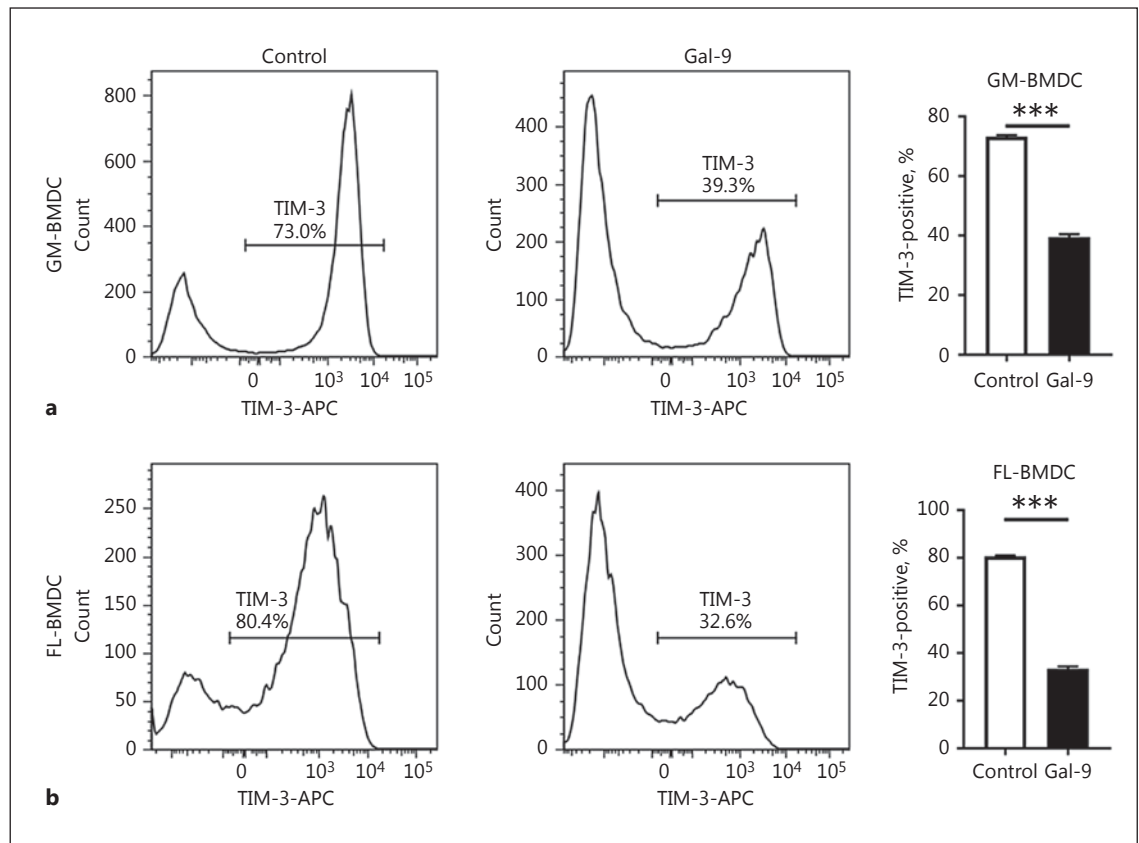 Control
GM-BMDC
Count
800
600
400
200
0
TIM-3
73.0%
0 10³ 10⁴ 10⁵
TIM-3-APC
Gal-9
Count
400
300
200
100
0
TIM-3
39.3%
0 10³ 10⁴ 10⁵
TIM-3-APC
GM-BMDC
***
TIM-3-positive, %
80
60
40
20
0
Control Gal-9
a
FL-BMDC
Count
250
200
150
100
50
0
TIM-3
80.4%
0 10³ 10⁴ 10⁵
TIM-3-APC
Count
400
300
200
100
0
TIM-3
32.6%
0 10³ 10⁴ 10⁵
TIM-3-APC
FL-BMDC
***
TIM-3-positive, %
100
80
60
40
20
0
Control Gal-9
b